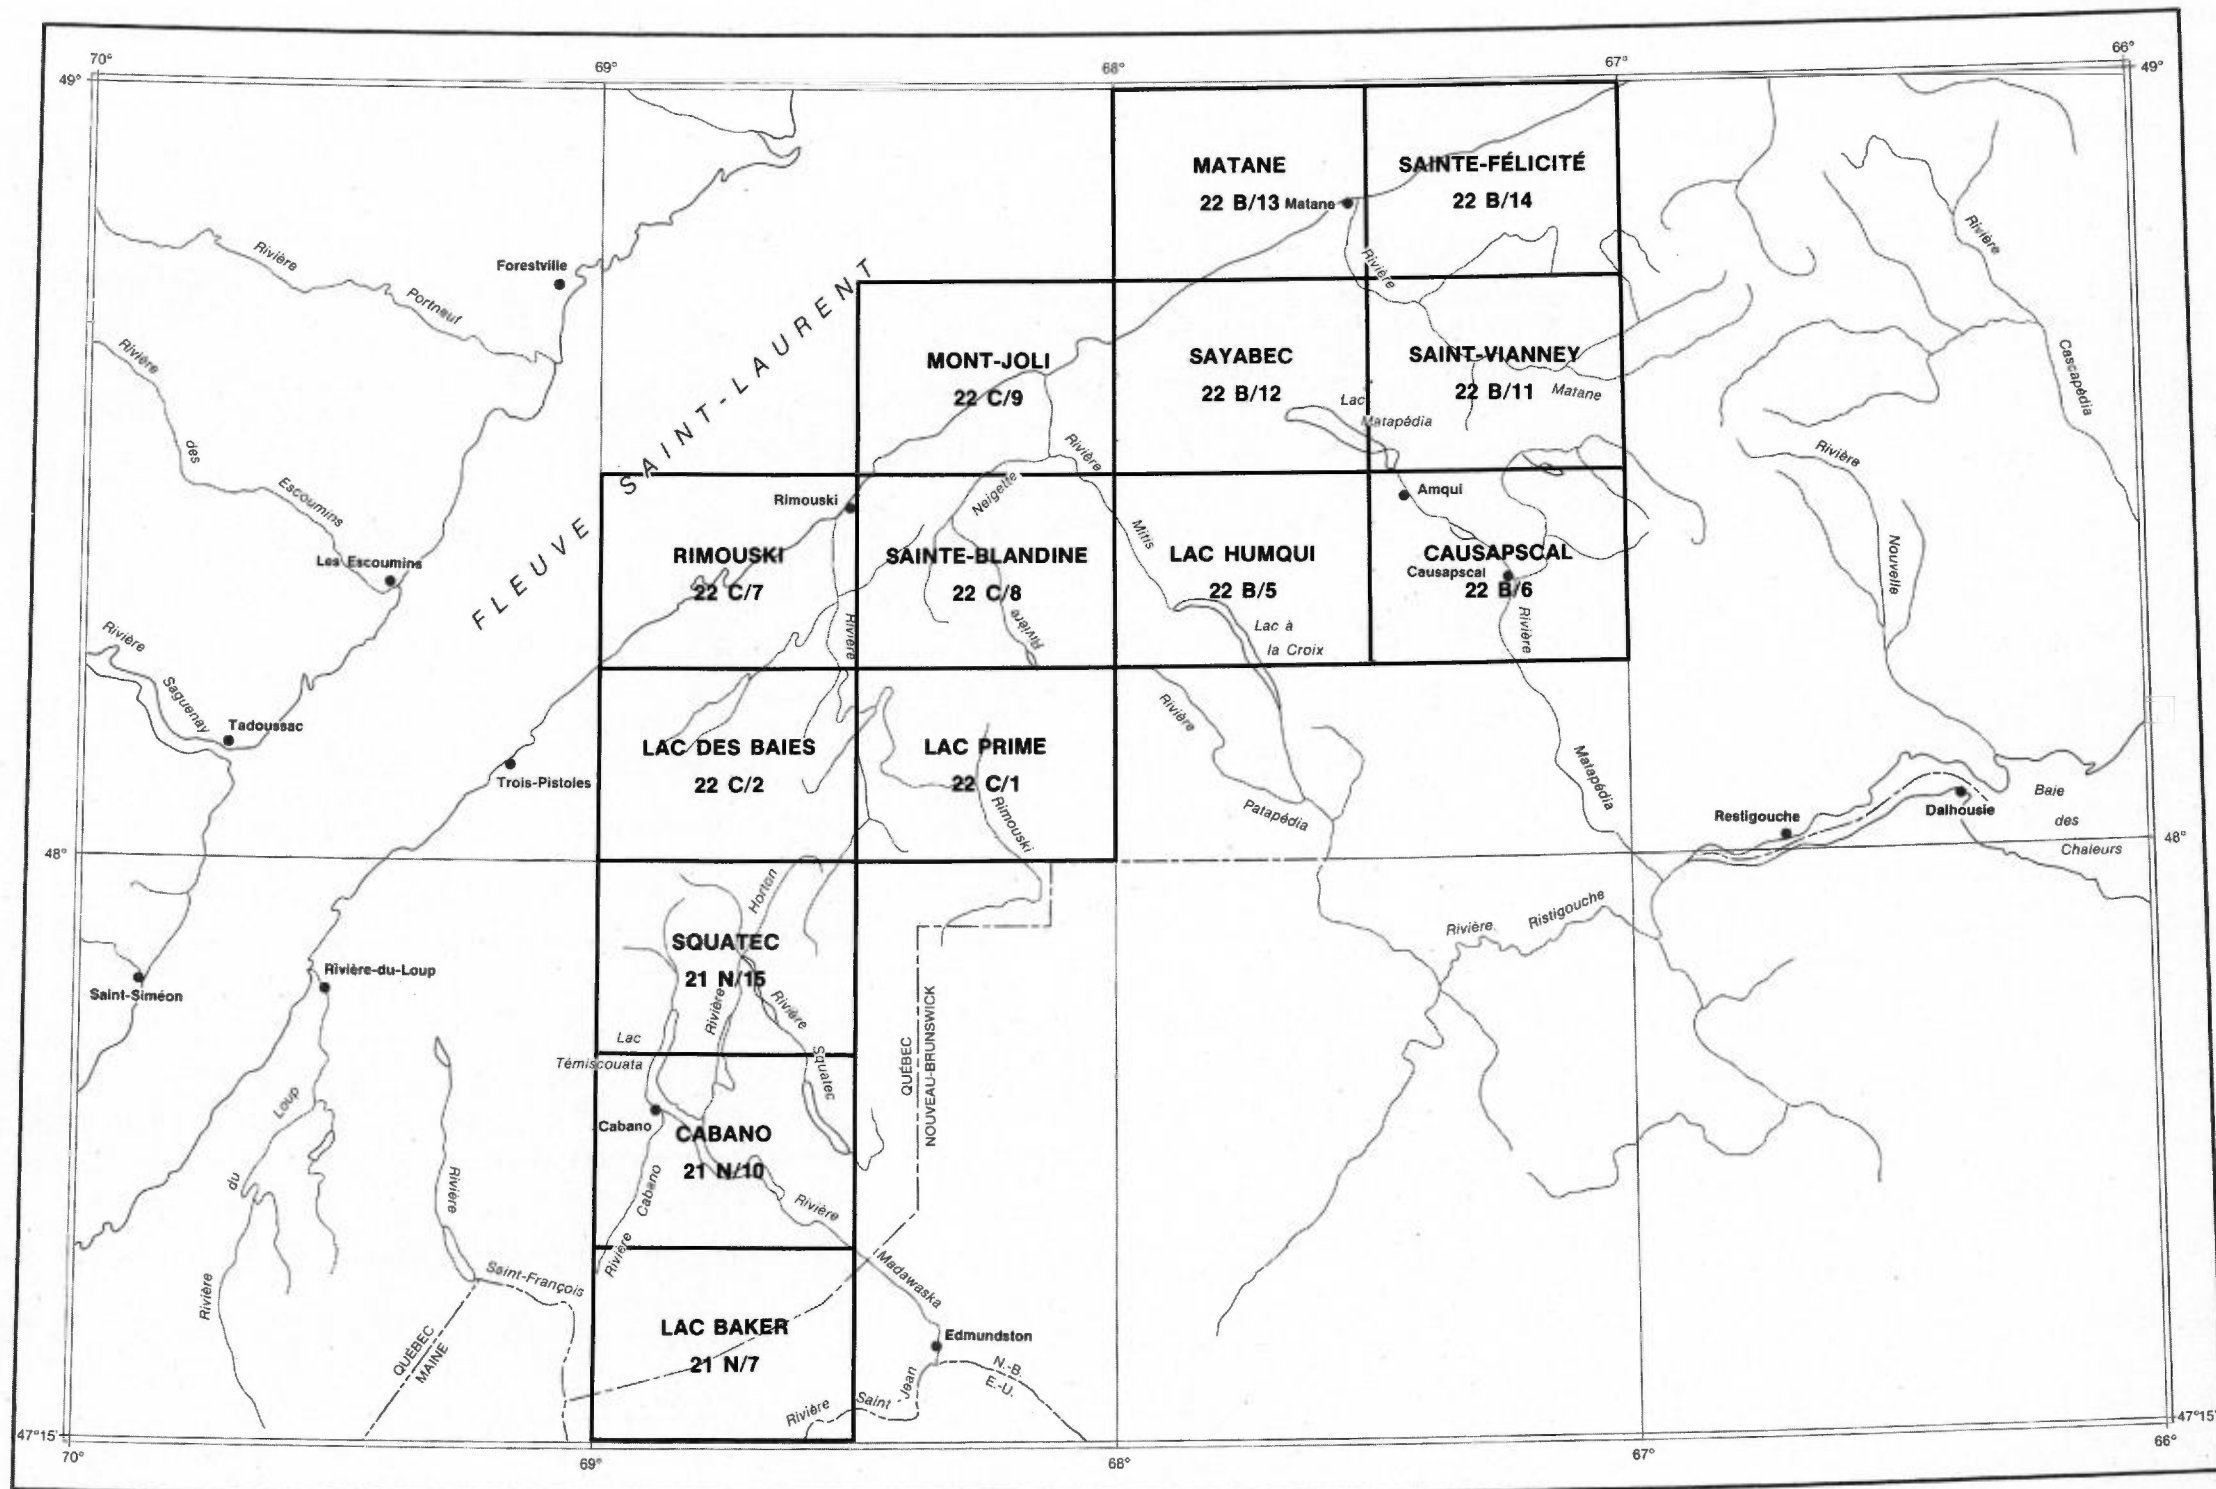 70°
69°
68°
67°
66°
49°
49°
MATANE
22 B/13
Matane
SAINTE-FÉLICITÉ
22 B/14
Rivière
Rivière
Portneuf
Forestville
Rivière
Rivière
Cascapédia
FLEUVE SAINT-LAURENT
MONT-JOLI
22 C/9
SAYABEC
22 B/12
SAINT-VIANNEY
22 B/11
Matane
Lac
Matapédia
Rivière
des
Escoumins
Les Escoumins
Rivière
Mitis
Neigette
Rivière
Rivière
Nouvelle
Rimouski
Amqui
RIMOUSKI
22 C/7
SAINTE-BLANDINE
22 C/8
LAC HUMQUI
22 B/5
CAUSAPSCAL
Causapscal
22 B/6
Rivière
Lac à
la Croix
Rivière
Matapédia
Rivière
Saguenay
Tadoussac
Trois-Pistoles
LAC DES BAIES
22 C/2
LAC PRIME
22 C/1
Rimouski
Rivière
Patapédia
Restigouche
Dalhousie
Baie
des
Chaleurs
48°
48°
Horton
Rivière
SQUATEC
21 N/15
Rivière
Squatec
Rivière
Ristigouche
Saint-Siméon
Rivière-du-Loup
Lac
Témiscouata
QUÉBEC
NOUVEAU-BRUNSWICK
Cabano
CABANO
21 N/10
Rivière
Cabano
Rivière
Madawaska
Rivière
du
Loup
Rivière
Saint-François
QUÉBEC
MAINE
LAC BAKER
21 N/7
Edmundston
N.-B.
E.-U.
Rivière Saint-Jean
47°15'
47°15'
70°
69°
68°
67°
66°